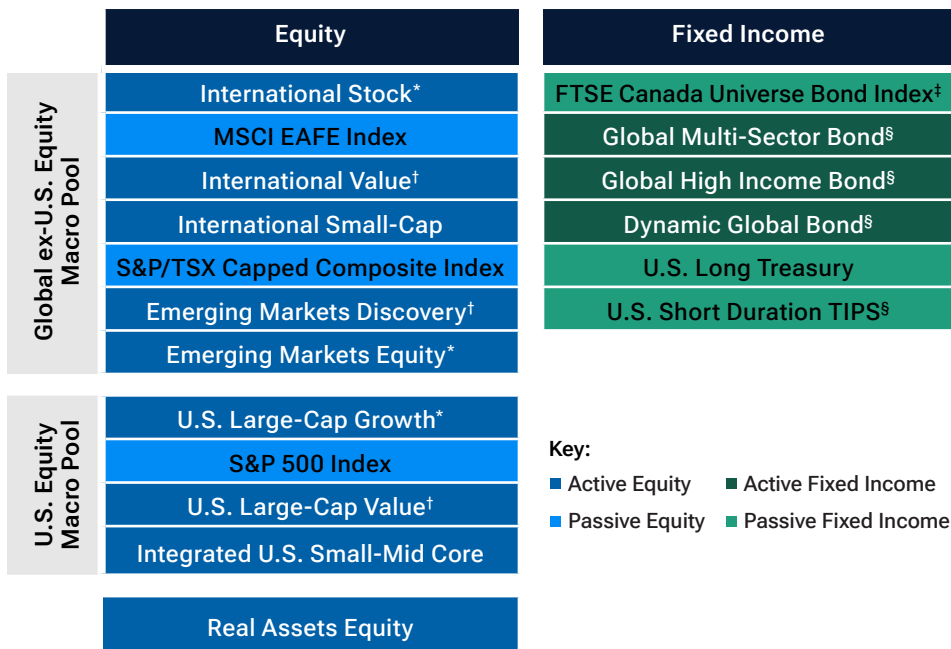 Equity
Global ex-U.S. Equity
Macro Pool
International Stock*
MSCI EAFE Index
International Value†
International Small-Cap
S&P/TSX Capped Composite Index
Emerging Markets Discovery†
Emerging Markets Equity*
U.S. Equity
Macro Pool
U.S. Large-Cap Growth*
S&P 500 Index
U.S. Large-Cap Value†
Integrated U.S. Small-Mid Core
Real Assets Equity
Fixed Income
FTSE Canada Universe Bond Index‡
Global Multi-Sector Bond§
Global High Income Bond§
Dynamic Global Bond§
U.S. Long Treasury
U.S. Short Duration TIPS§
Key:
Active Equity
Active Fixed Income
Passive Equity
Passive Fixed Income